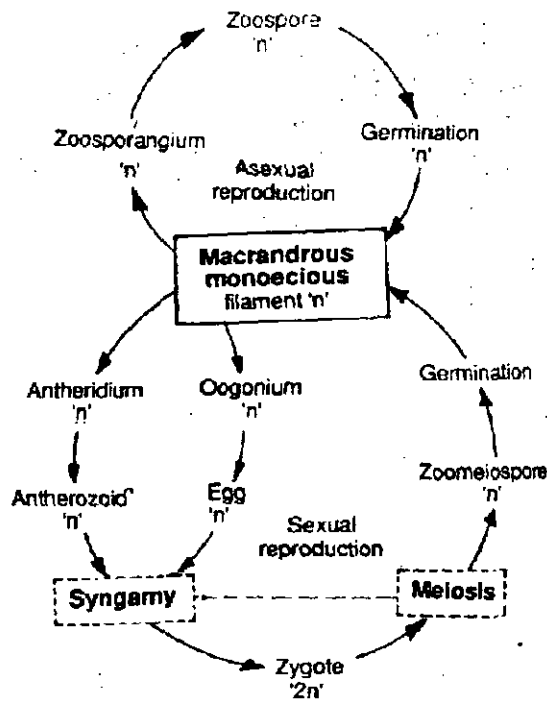 Zoospore
'n'
Zoosporangium
'n'
Germination
'n'
Asexual
reproduction
Macrandrous
monoecious
filament 'n'
Antheridium
'n'
Oogonium
'n'
Germination
Antherozoid
'n'
Egg
'n'
Zoomeiospore
'n'
Sexual
reproduction
Syngamy
Meiosis
Zygote
'2n'